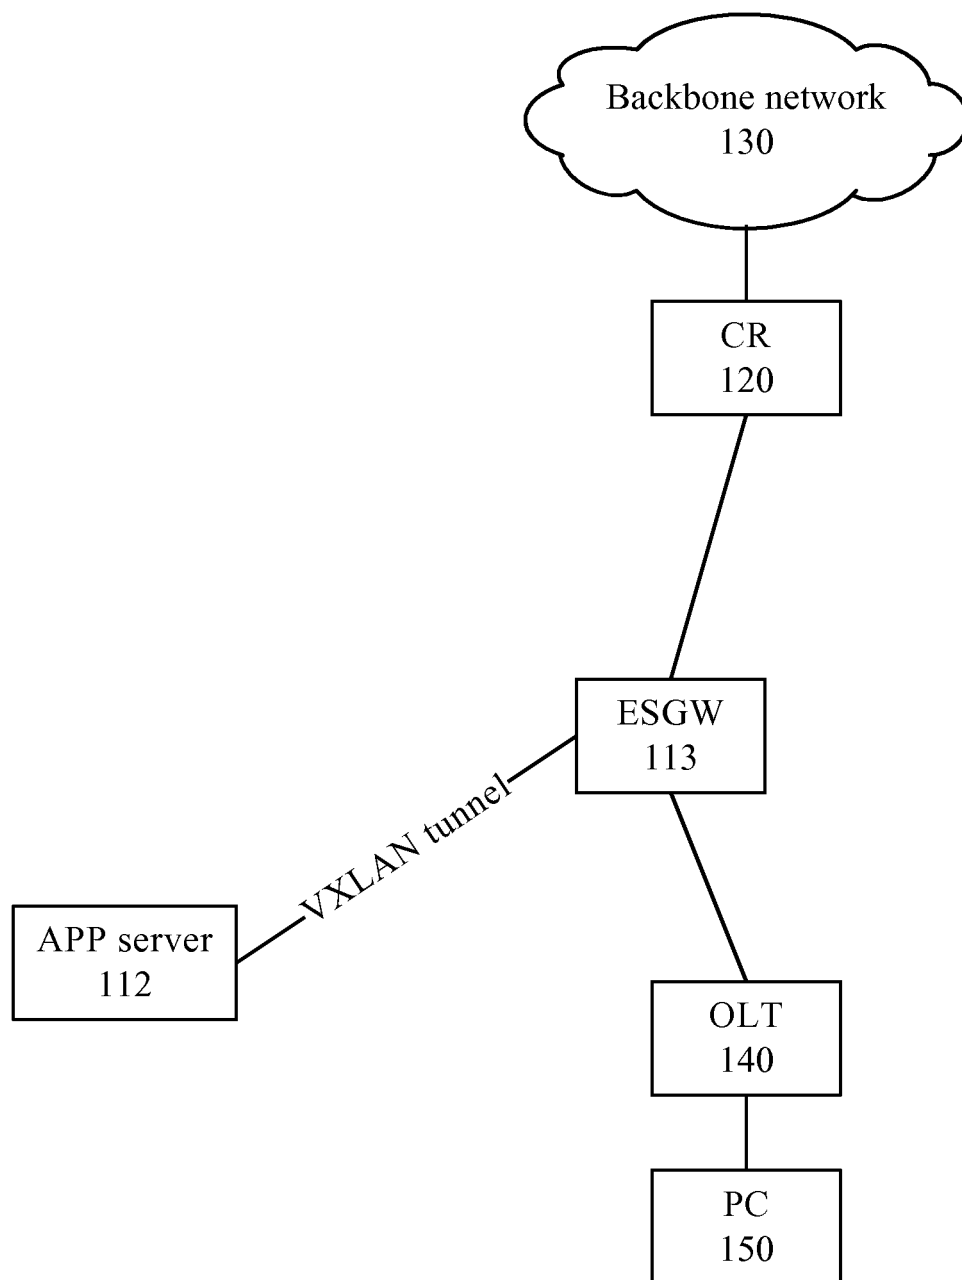 Backbone network
130
CR
120
ESGW
113
VXLAN tunnel
APP server
112
OLT
140
PC
150